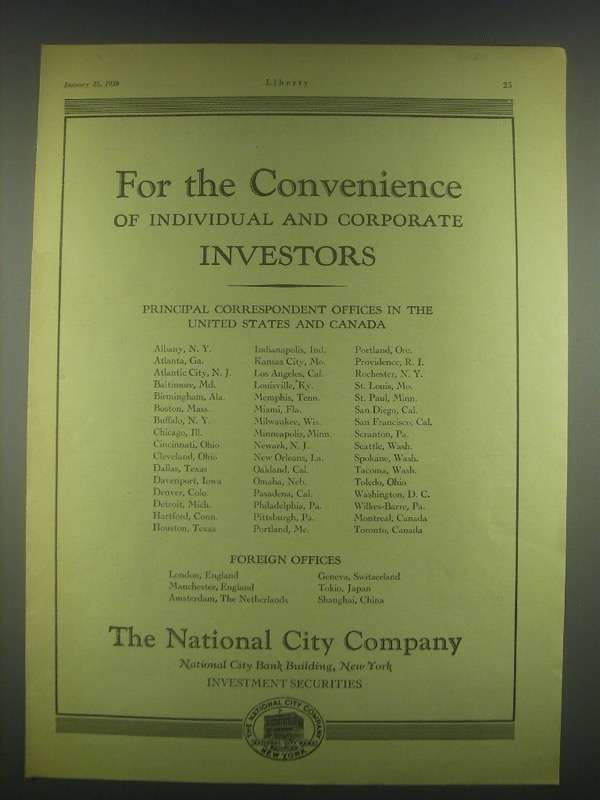 January 25, 1930
Liberty
25
For the Convenience
OF INDIVIDUAL AND CORPORATE
INVESTORS
PRINCIPAL CORRESPONDENT OFFICES IN THE
UNITED STATES AND CANADA
Albany, N. Y.
Atlanta, Ga.
Atlantic City, N. J.
Baltimore, Md.
Birmingham, Ala.
Boston, Mass.
Buffalo, N. Y.
Chicago, Ill.
Cincinnati, Ohio
Cleveland, Ohio
Dallas, Texas
Davenport, Iowa
Denver, Colo.
Detroit, Mich.
Hartford, Conn.
Houston, Texas
Indianapolis, Ind.
Kansas City, Mo.
Los Angeles, Cal.
Louisville, Ky.
Memphis, Tenn.
Miami, Fla.
Milwaukee, Wis.
Minneapolis, Minn.
Newark, N. J.
New Orleans, La.
Oakland, Cal.
Omaha, Neb.
Pasadena, Cal.
Philadelphia, Pa.
Pittsburgh, Pa.
Portland, Me.
Portland, Ore.
Providence, R. I.
Rochester, N. Y.
St. Louis, Mo.
St. Paul, Minn.
San Diego, Cal.
San Francisco, Cal.
Scranton, Pa.
Seattle, Wash.
Spokane, Wash.
Tacoma, Wash.
Toledo, Ohio
Washington, D. C.
Wilkes-Barre, Pa.
Montreal, Canada
Toronto, Canada
FOREIGN OFFICES
London, England
Manchester, England
Amsterdam, The Netherlands
Geneva, Switzerland
Tokio, Japan
Shanghai, China
The National City Company
National City Bank Building, New York
INVESTMENT SECURITIES
THE NATIONAL CITY COMPANY
NATIONAL CITY BANK
BUILDING
NEW YORK